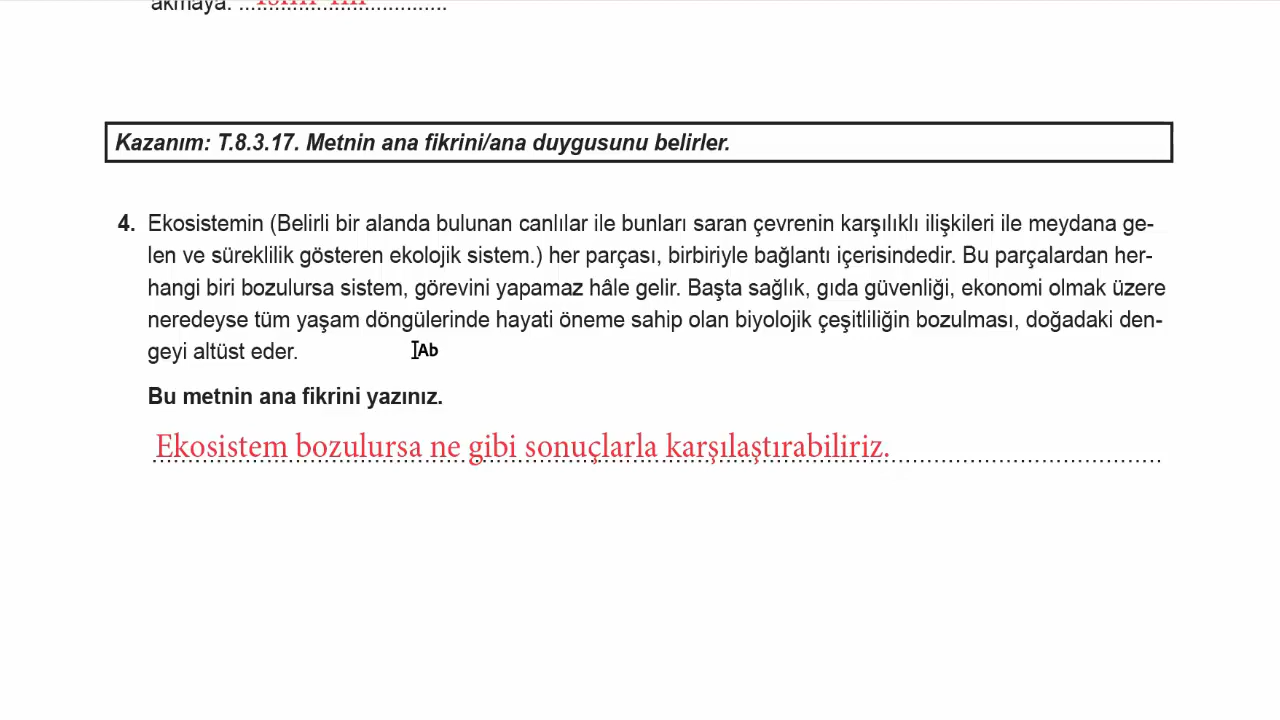 akmaya. ....................................
Kazanım: T.8.3.17. Metnin ana fikrini/ana duygusunu belirler.
4. Ekosistemin (Belirli bir alanda bulunan canlılar ile bunları saran çevrenin karşılıklı ilişkileri ile meydana ge-
len ve süreklilik gösteren ekolojik sistem.) her parçası, birbiriyle bağlantı içerisindedir. Bu parçalardan her-
hangi biri bozulursa sistem, görevini yapamaz hâle gelir. Başta sağlık, gıda güvenliği, ekonomi olmak üzere
neredeyse tüm yaşam döngülerinde hayati öneme sahip olan biyolojik çeşitliliğin bozulması, doğadaki den-
geyi altüst eder.
Ab
Bu metnin ana fikrini yazınız.
Ekosistem bozulursa ne gibi sonuçlarla karşılaştırabiliriz.